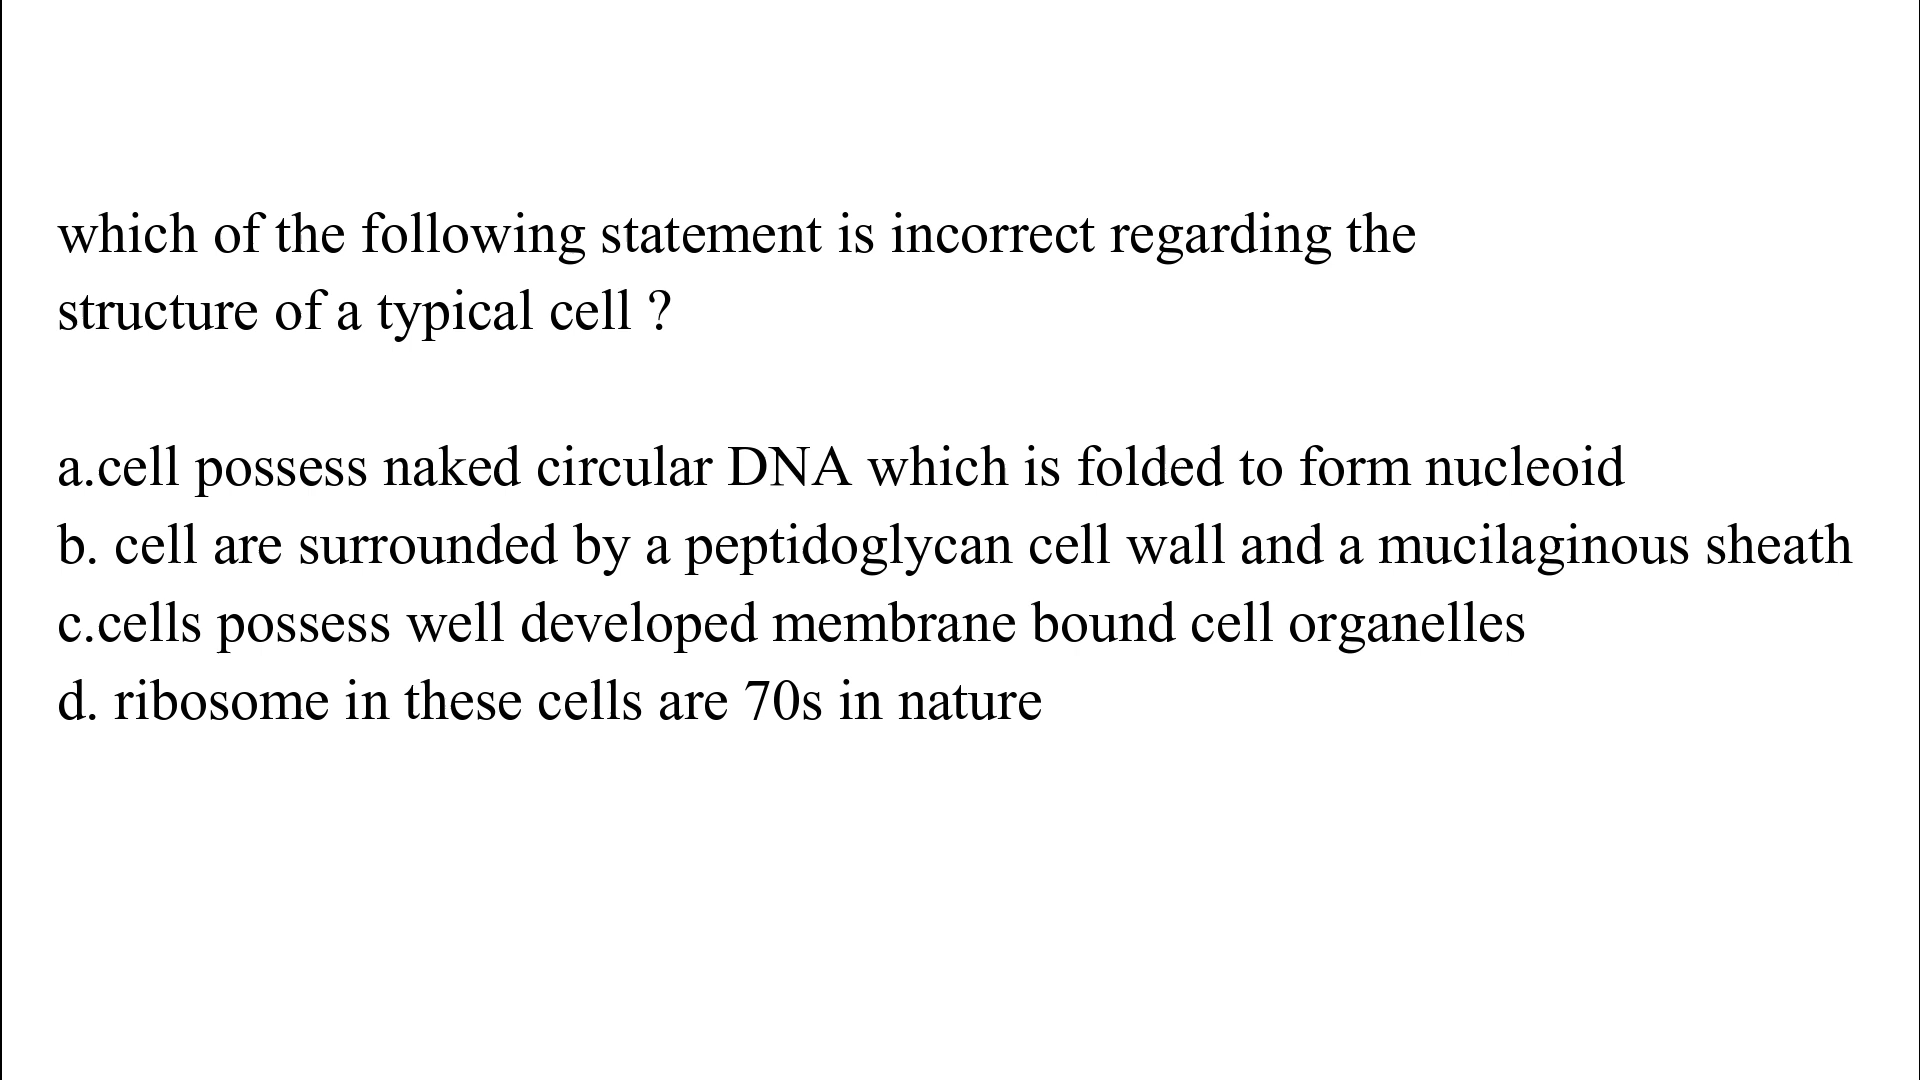 which of the following statement is incorrect regarding the
structure of a typical cell ?
a.cell possess naked circular DNA which is folded to form nucleoid
b. cell are surrounded by a peptidoglycan cell wall and a mucilaginous sheath
c.cells possess well developed membrane bound cell organelles
d. ribosome in these cells are 70s in nature